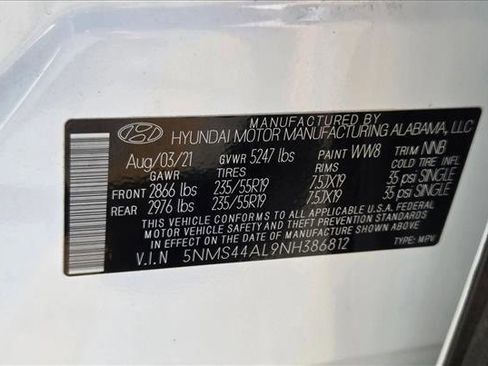 MANUFACTURED BY
HYUNDAI MOTOR MANUFACTURING ALABAMA, LLC
Aug/03/21 GVWR 5247 lbs PAINT WW8 TRIM NNB
GAWR TIRES RIMS COLD TIRE INFL
FRONT 2866 lbs 235/55R19 7.5JX19 35 psi SINGLE
REAR 2976 lbs 235/55R19 7.5JX19 35 psi SINGLE
THIS VEHICLE CONFORMS TO ALL APPLICABLE U.S.A. FEDERAL
MOTOR VEHICLE SAFETY AND THEFT PREVENTION STANDARDS
IN EFFECT ON THE DATE OF MANUFACTURE SHOWN ABOVE.
V.I.N 5NMS44AL9NH386812 TYPE: MPV